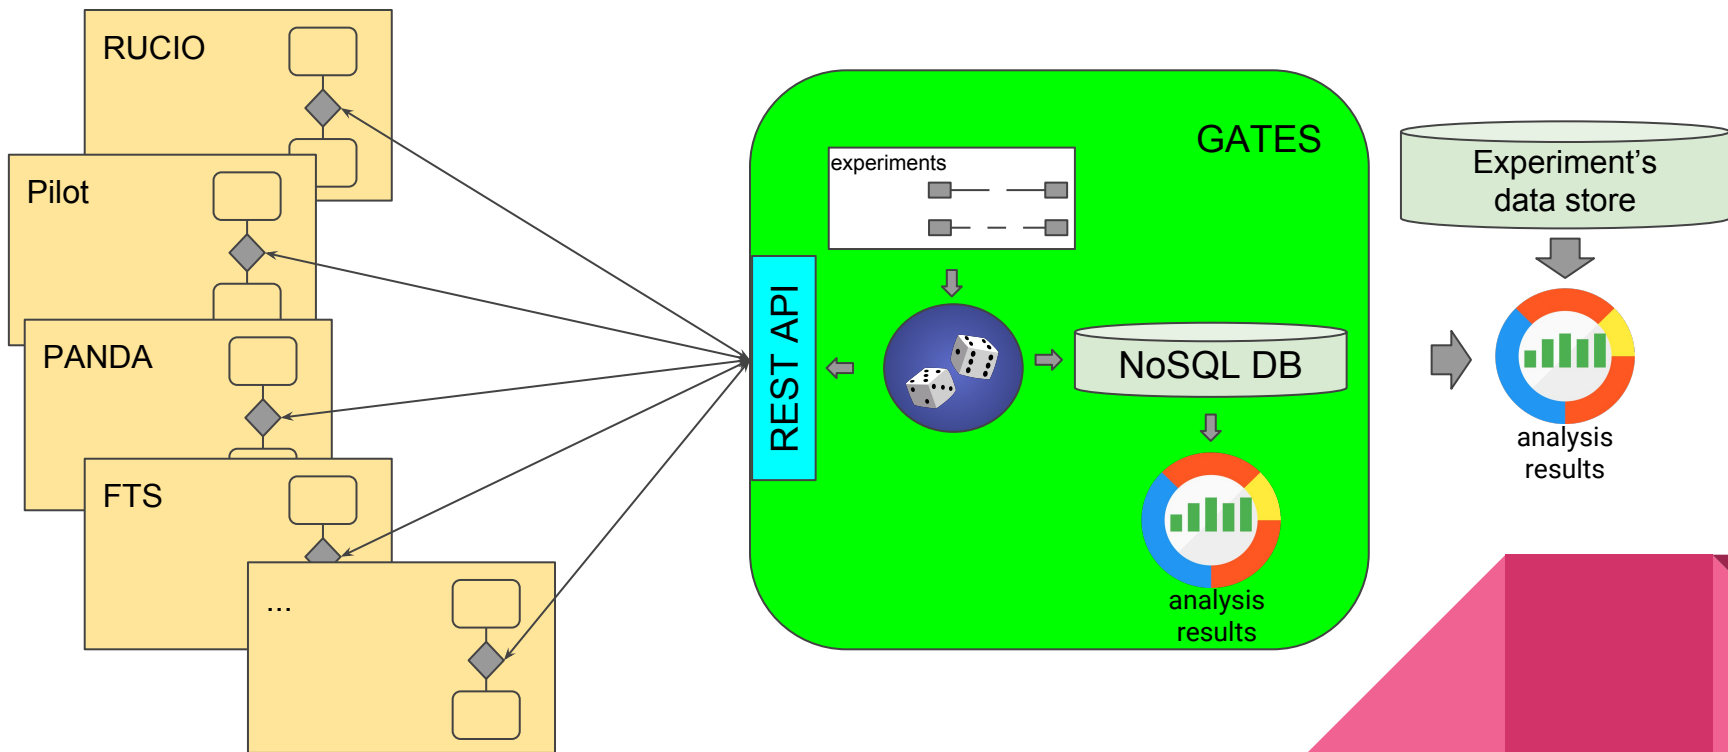 RUCIO
Pilot
PANDA
FTS
...
GATES
experiments
REST API
NoSQL DB
analysis
results
Experiment’s
data store
analysis
results